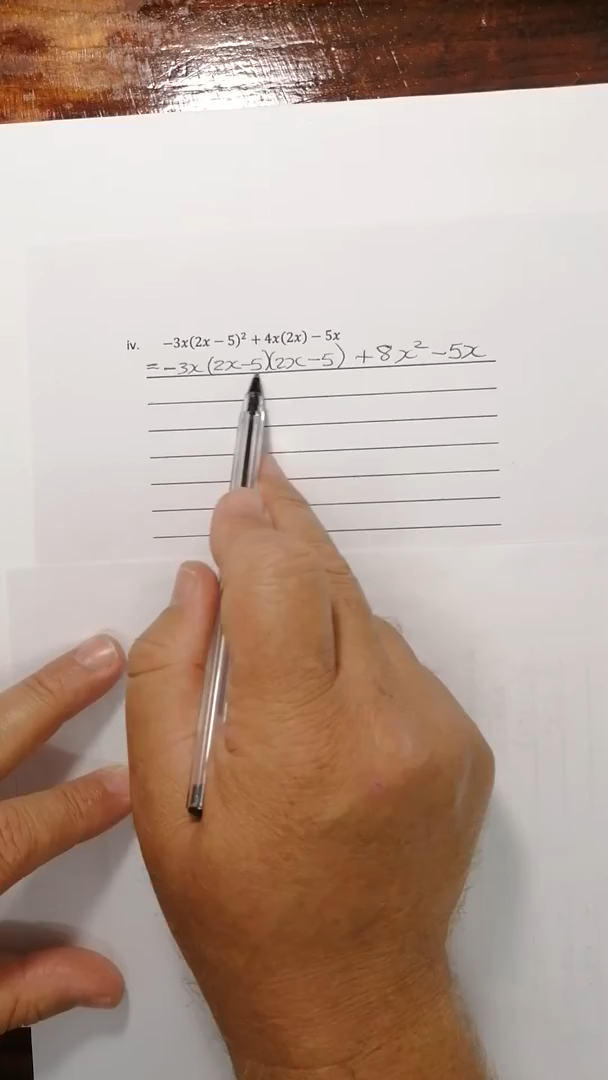 iv. −3x(2x − 5)² + 4x(2x) − 5x
= −3x (2x −5)(2x −5) + 8x² −5x